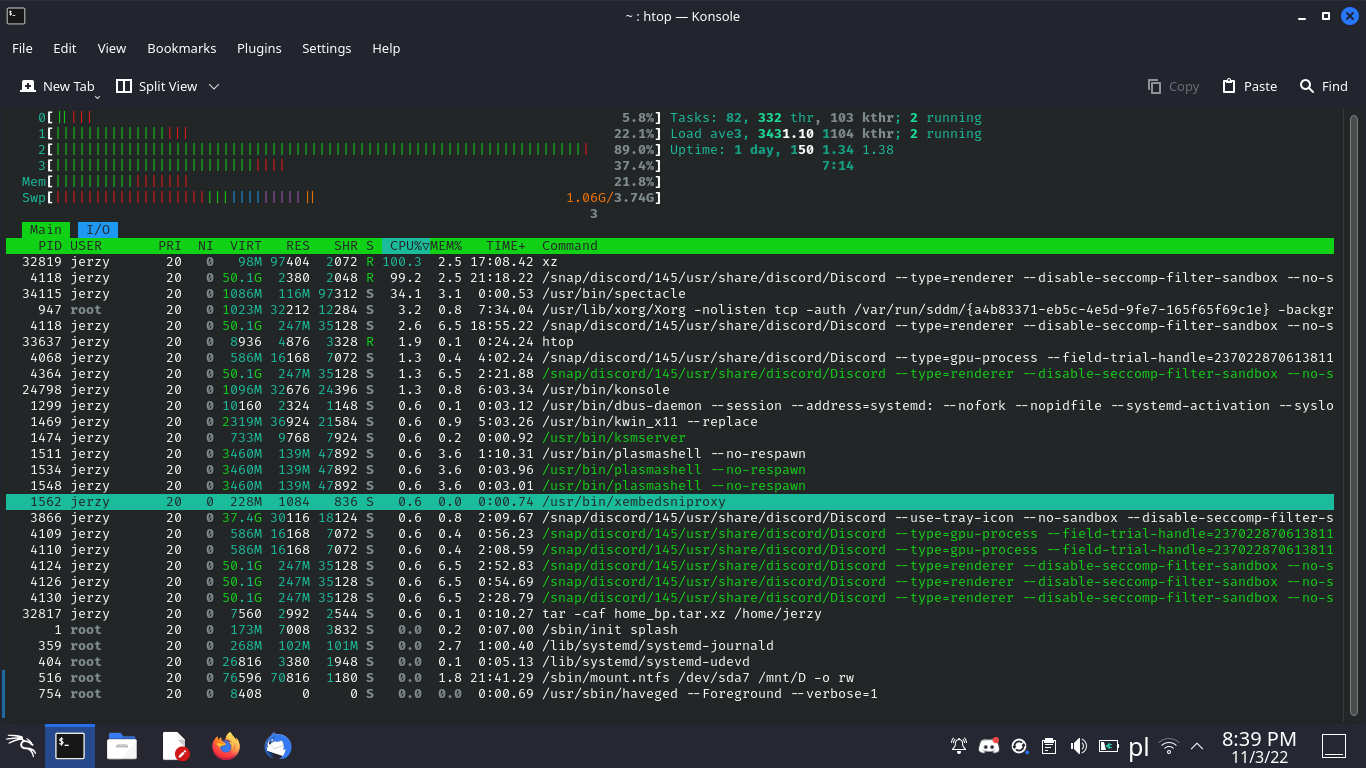 ~ : htop — Konsole
File Edit View Bookmarks Plugins Settings Help
New Tab Split View Copy Paste Find
0[||||| 5.8%] Tasks: 82, 332 thr, 103 kthr; 2 running
1[ 22.1%] Load ave3, 3431.10 1104 kthr; 2 running
2[ 89.0%] Uptime: 1 day, 150 1.34 1.38
3[ 37.4%] 7:14
Mem[ 21.8%]
Swp[ 1.06G/3.74G]
3
Main I/O
PID USER PRI NI VIRT RES SHR S CPU%▽MEM% TIME+ Command
32819 jerzy 20 0 98M 97404 2072 R 100.3 2.5 17:08.42 xz
4118 jerzy 20 0 50.1G 2380 2048 R 99.2 2.5 21:18.22 /snap/discord/145/usr/share/discord/Discord --type=renderer --disable-seccomp-filter-sandbox --no-s
34115 jerzy 20 0 1086M 116M 97312 S 34.1 3.1 0:00.53 /usr/bin/spectacle
947 root 20 0 1023M 32212 12284 S 3.2 0.8 7:34.04 /usr/lib/xorg/Xorg -nolisten tcp -auth /var/run/sddm/{a4b83371-eb5c-4e5d-9fe7-165f65f69c1e} -backgr
4118 jerzy 20 0 50.1G 247M 35128 S 2.6 6.5 18:55.22 /snap/discord/145/usr/share/discord/Discord --type=renderer --disable-seccomp-filter-sandbox --no-s
33637 jerzy 20 0 8936 4876 3328 R 1.9 0.1 0:24.24 htop
4068 jerzy 20 0 586M 16168 7072 S 1.3 0.4 4:02.24 /snap/discord/145/usr/share/discord/Discord --type=gpu-process --field-trial-handle=237022870613811
4364 jerzy 20 0 50.1G 247M 35128 S 1.3 6.5 2:21.88 /snap/discord/145/usr/share/discord/Discord --type=renderer --disable-seccomp-filter-sandbox --no-s
24798 jerzy 20 0 1096M 32676 24396 S 1.3 0.8 6:03.34 /usr/bin/konsole
1299 jerzy 20 0 10160 2324 1148 S 0.6 0.1 0:03.12 /usr/bin/dbus-daemon --session --address=systemd: --nofork --nopidfile --systemd-activation --syslo
1469 jerzy 20 0 2319M 36924 21584 S 0.6 0.9 5:03.26 /usr/bin/kwin_x11 --replace
1474 jerzy 20 0 733M 9768 7924 S 0.6 0.2 0:00.92 /usr/bin/ksmserver
1511 jerzy 20 0 3460M 139M 47892 S 0.6 3.6 1:10.31 /usr/bin/plasmashell --no-respawn
1534 jerzy 20 0 3460M 139M 47892 S 0.6 3.6 0:03.96 /usr/bin/plasmashell --no-respawn
1548 jerzy 20 0 3460M 139M 47892 S 0.6 3.6 0:03.01 /usr/bin/plasmashell --no-respawn
1562 jerzy 20 0 228M 1084 836 S 0.6 0.0 0:00.74 /usr/bin/xembedsniproxy
3866 jerzy 20 0 37.4G 30116 18124 S 0.6 0.8 2:09.67 /snap/discord/145/usr/share/discord/Discord --use-tray-icon --no-sandbox --disable-seccomp-filter-s
4109 jerzy 20 0 586M 16168 7072 S 0.6 0.4 0:56.23 /snap/discord/145/usr/share/discord/Discord --type=gpu-process --field-trial-handle=237022870613811
4110 jerzy 20 0 586M 16168 7072 S 0.6 0.4 2:08.59 /snap/discord/145/usr/share/discord/Discord --type=gpu-process --field-trial-handle=237022870613811
4124 jerzy 20 0 50.1G 247M 35128 S 0.6 6.5 2:52.83 /snap/discord/145/usr/share/discord/Discord --type=renderer --disable-seccomp-filter-sandbox --no-s
4126 jerzy 20 0 50.1G 247M 35128 S 0.6 6.5 0:54.69 /snap/discord/145/usr/share/discord/Discord --type=renderer --disable-seccomp-filter-sandbox --no-s
4130 jerzy 20 0 50.1G 247M 35128 S 0.6 6.5 2:28.79 /snap/discord/145/usr/share/discord/Discord --type=renderer --disable-seccomp-filter-sandbox --no-s
32817 jerzy 20 0 7560 2992 2544 S 0.6 0.1 0:10.27 tar -caf home_bp.tar.xz /home/jerzy
1 root 20 0 173M 7008 3832 S 0.0 0.2 0:07.00 /sbin/init splash
359 root 20 0 268M 102M 101M S 0.0 2.7 1:00.40 /lib/systemd/systemd-journald
404 root 20 0 26816 3380 1948 S 0.0 0.1 0:05.13 /lib/systemd/systemd-udevd
516 root 20 0 76596 70816 1180 S 0.0 1.8 21:41.29 /sbin/mount.ntfs /dev/sda7 /mnt/D -o rw
754 root 20 0 8408 0 0 S 0.0 0.0 0:00.69 /usr/sbin/haveged --Foreground --verbose=1
pl 8:39 PM
11/3/22